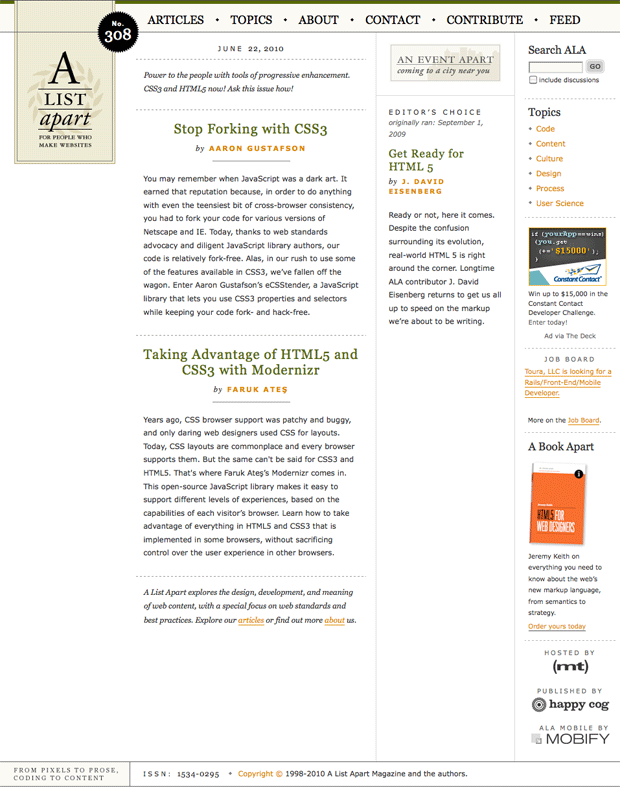 ARTICLES • TOPICS • ABOUT • CONTACT • CONTRIBUTE • FEED
No.
308
A
LIST
apart
FOR PEOPLE WHO
MAKE WEBSITES
JUNE 22, 2010
Power to the people with tools of progressive enhancement.
CSS3 and HTML5 now! Ask this issue how!
Stop Forking with CSS3
by AARON GUSTAFSON
You may remember when JavaScript was a dark art. It
earned that reputation because, in order to do anything
with even the teensiest bit of cross-browser consistency,
you had to fork your code for various versions of
Netscape and IE. Today, thanks to web standards
advocacy and diligent JavaScript library authors, our
code is relatively fork-free. Alas, in our rush to use some
of the features available in CSS3, we've fallen off the
wagon. Enter Aaron Gustafson's eCSStender, a JavaScript
library that lets you use CSS3 properties and selectors
while keeping your code fork- and hack-free.
Taking Advantage of HTML5 and
CSS3 with Modernizr
by FARUK ATEŞ
Years ago, CSS browser support was patchy and buggy,
and only daring web designers used CSS for layouts.
Today, CSS layouts are commonplace and every browser
supports them. But the same can't be said for CSS3 and
HTML5. That's where Faruk Ateş's Modernizr comes in.
This open-source JavaScript library makes it easy to
support different levels of experiences, based on the
capabilities of each visitor's browser. Learn how to take
advantage of everything in HTML5 and CSS3 that is
implemented in some browsers, without sacrificing
control over the user experience in other browsers.
A List Apart explores the design, development, and meaning
of web content, with a special focus on web standards and
best practices. Explore our articles or find out more about us.
AN EVENT APART
coming to a city near you
EDITOR'S CHOICE
originally ran: September 1,
2009
Get Ready for
HTML 5
by J. DAVID
EISENBERG
Ready or not, here it comes.
Despite the confusion
surrounding its evolution,
real-world HTML 5 is right
around the corner. Longtime
ALA contributor J. David
Eisenberg returns to get us all
up to speed on the markup
we're about to be writing.
Search ALA
GO
include discussions
Topics
• Code
• Content
• Culture
• Design
• Process
• User Science
if (yourApp==wins)
{you.get
(+='$15000');
}
Constant Contact
Win up to $15,000 in the
Constant Contact
Developer Challenge.
Enter today!
Ad via The Deck
JOB BOARD
Toura, LLC is looking for a
Rails/Front-End/Mobile
Developer.
More on the Job Board.
A Book Apart
HTML5 FOR
WEB DESIGNERS
Jeremy Keith on
everything you need to
know about the web's
new markup language,
from semantics to
strategy.
Order yours today
HOSTED BY
(mt)
PUBLISHED BY
happy cog
ALA MOBILE BY
MOBIFY
FROM PIXELS TO PROSE,
CODING TO CONTENT
ISSN: 1534-0295 • Copyright © 1998-2010 A List Apart Magazine and the authors.